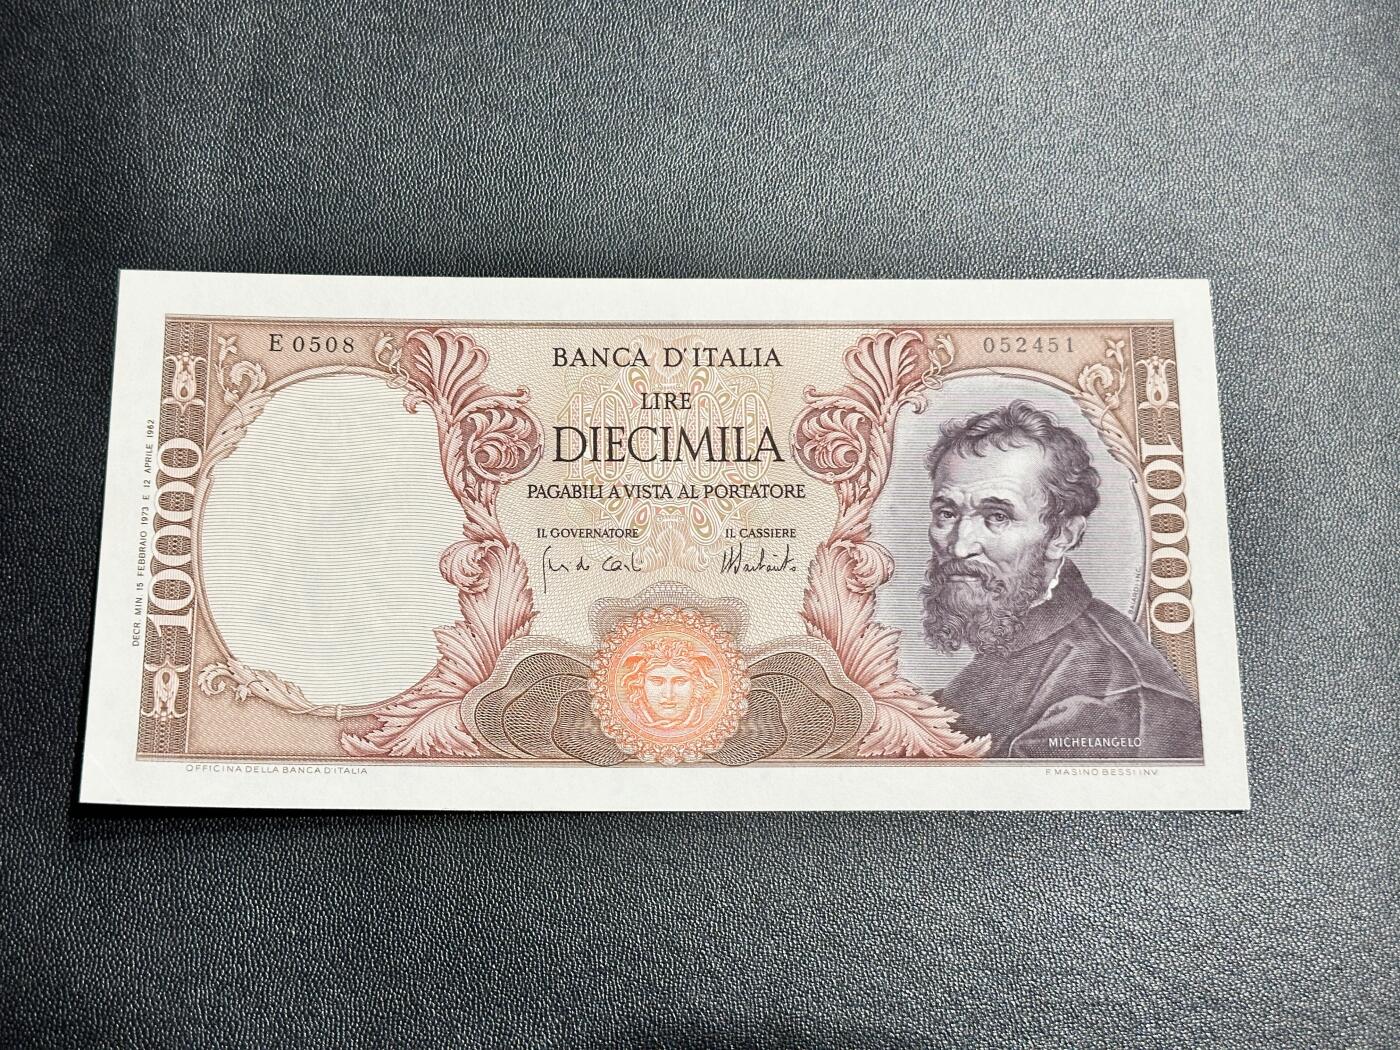 E 0508
052451
BANCA D'ITALIA
LIRE
10000
DIECIMILA
PAGABILI A VISTA AL PORTATORE
IL GOVERNATORE
IL CASSIERE
10000
10000
DECR. MIN. 15 FEBBRAIO 1973 E 12 APRILE 1962
MICHELANGELO
OFFICINA DELLA BANCA D'ITALIA
F. MASINO BESSI INV.